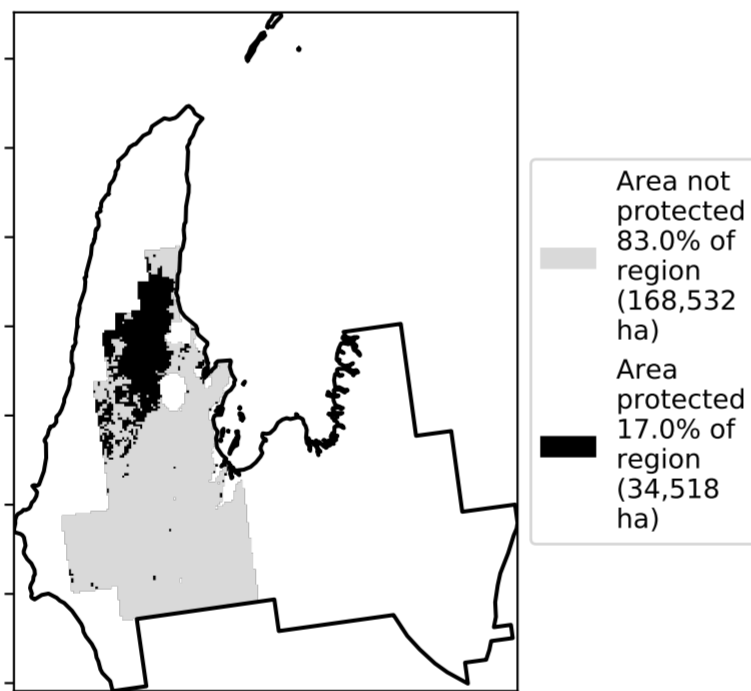 Area not
protected
83.0% of
region
(168,532
ha)
Area
protected
17.0% of
region
(34,518
ha)